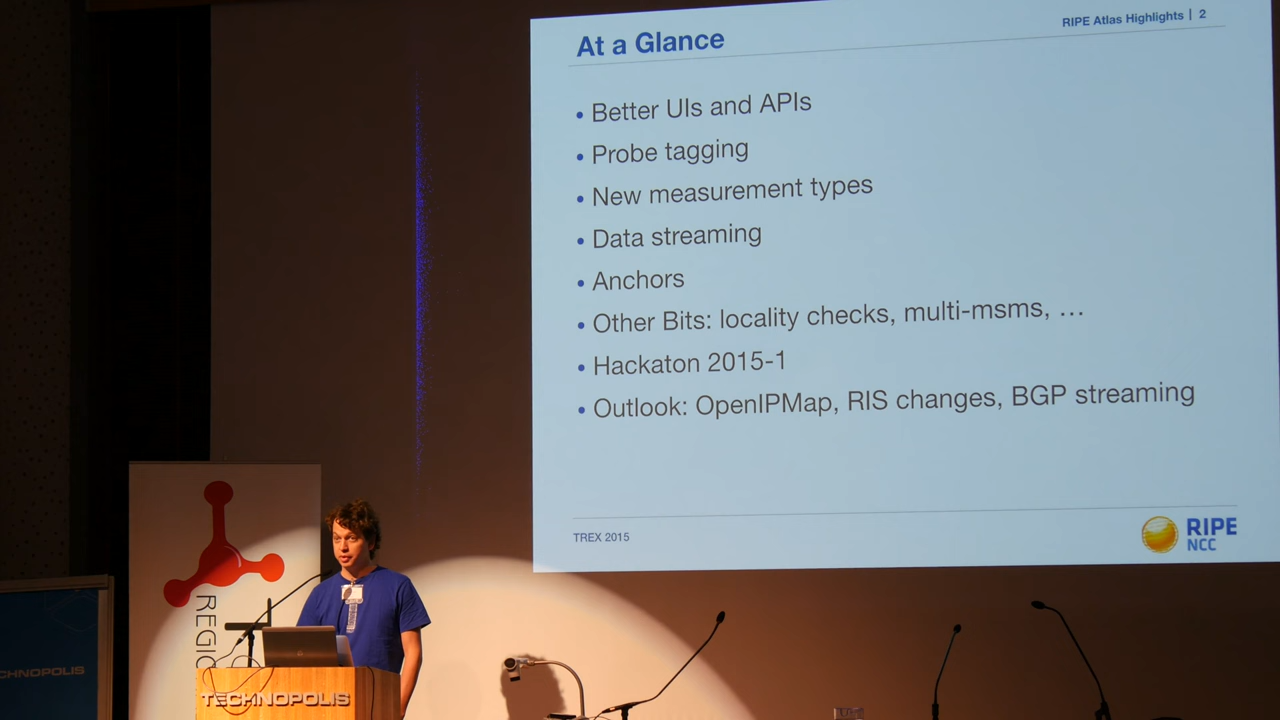 At a Glance
RIPE Atlas Highlights | 2
• Better UIs and APIs
• Probe tagging
• New measurement types
• Data streaming
• Anchors
• Other Bits: locality checks, multi-msms, …
• Hackaton 2015-1
• Outlook: OpenIPMap, RIS changes, BGP streaming
TREX 2015
RIPE
NCC
REGIO
CHNOPOLIS
TECHNOPOLIS